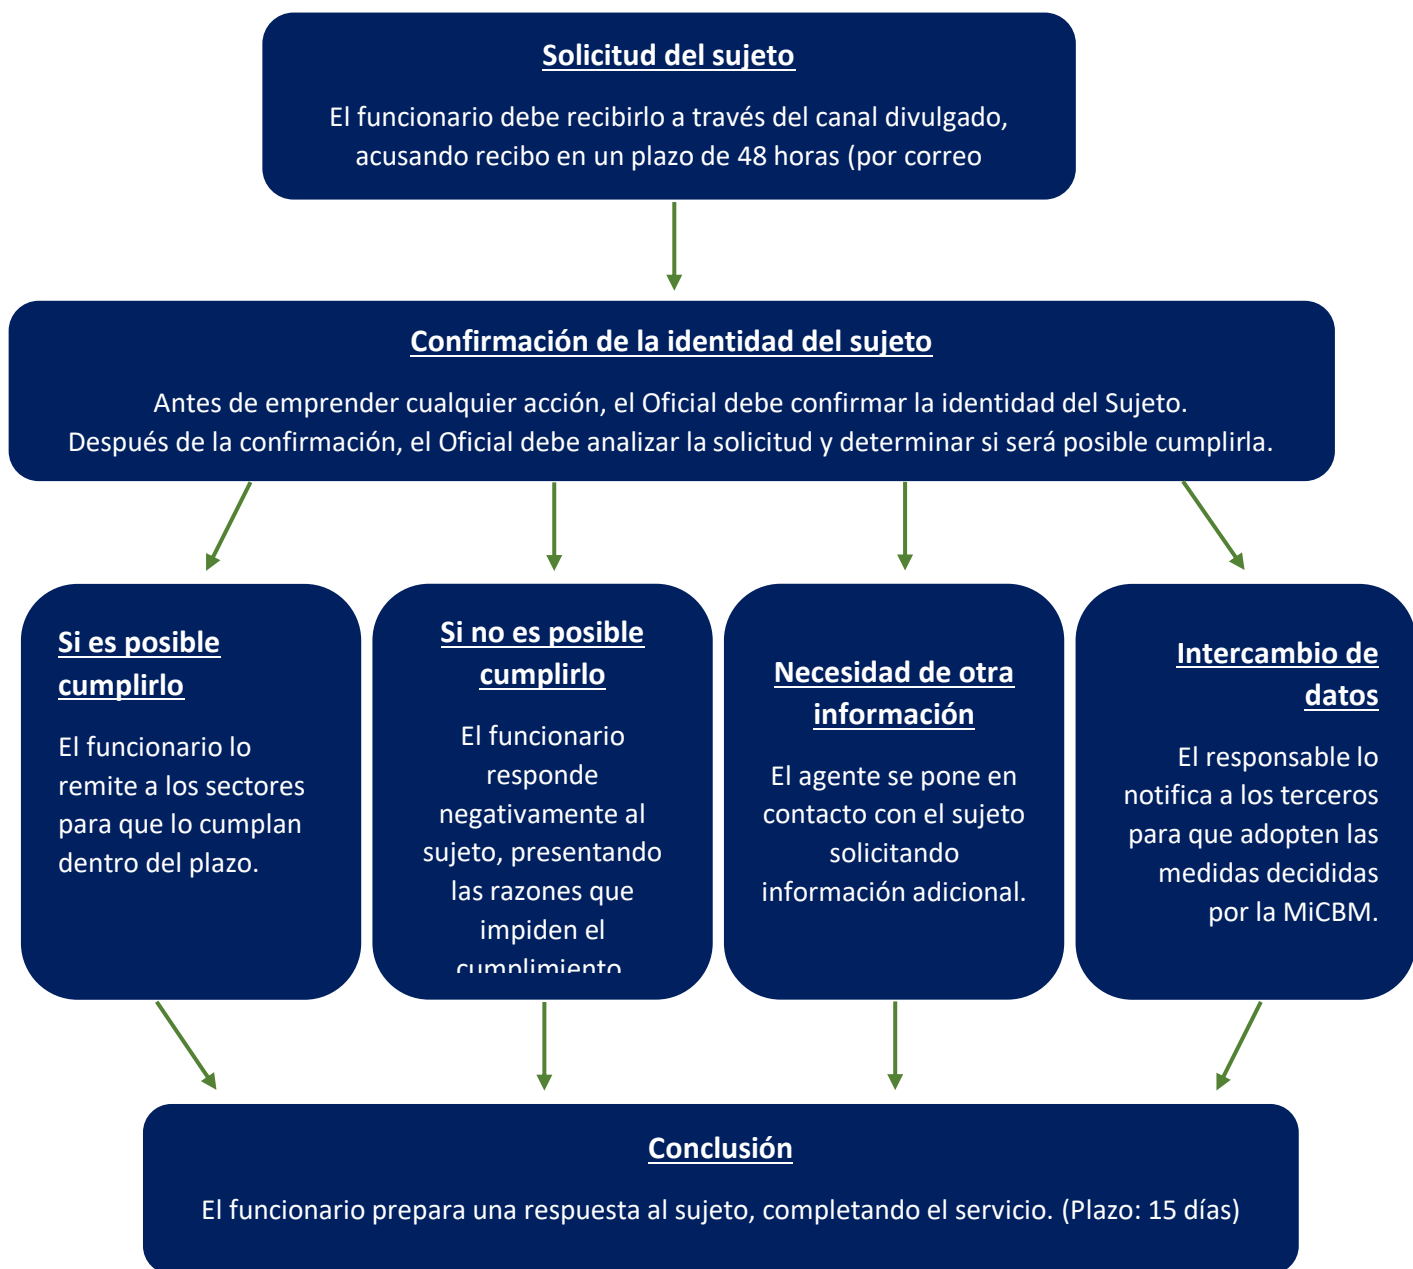 Solicitud del sujeto
El funcionario debe recibirlo a través del canal divulgado,
acusando recibo en un plazo de 48 horas (por correo
Confirmación de la identidad del sujeto
Antes de emprender cualquier acción, el Oficial debe confirmar la identidad del Sujeto.
Después de la confirmación, el Oficial debe analizar la solicitud y determinar si será posible cumplirla.
Si es posible
cumplirlo
El funcionario lo
remite a los sectores
para que lo cumplan
dentro del plazo.
Si no es posible
cumplirlo
El funcionario
responde
negativamente al
sujeto, presentando
las razones que
impiden el
cumplimiento
Necesidad de otra
información
El agente se pone en
contacto con el sujeto
solicitando
información adicional.
Intercambio de
datos
El responsable lo
notifica a los terceros
para que adopten las
medidas decididas
por la MiCBM.
Conclusión
El funcionario prepara una respuesta al sujeto, completando el servicio. (Plazo: 15 días)